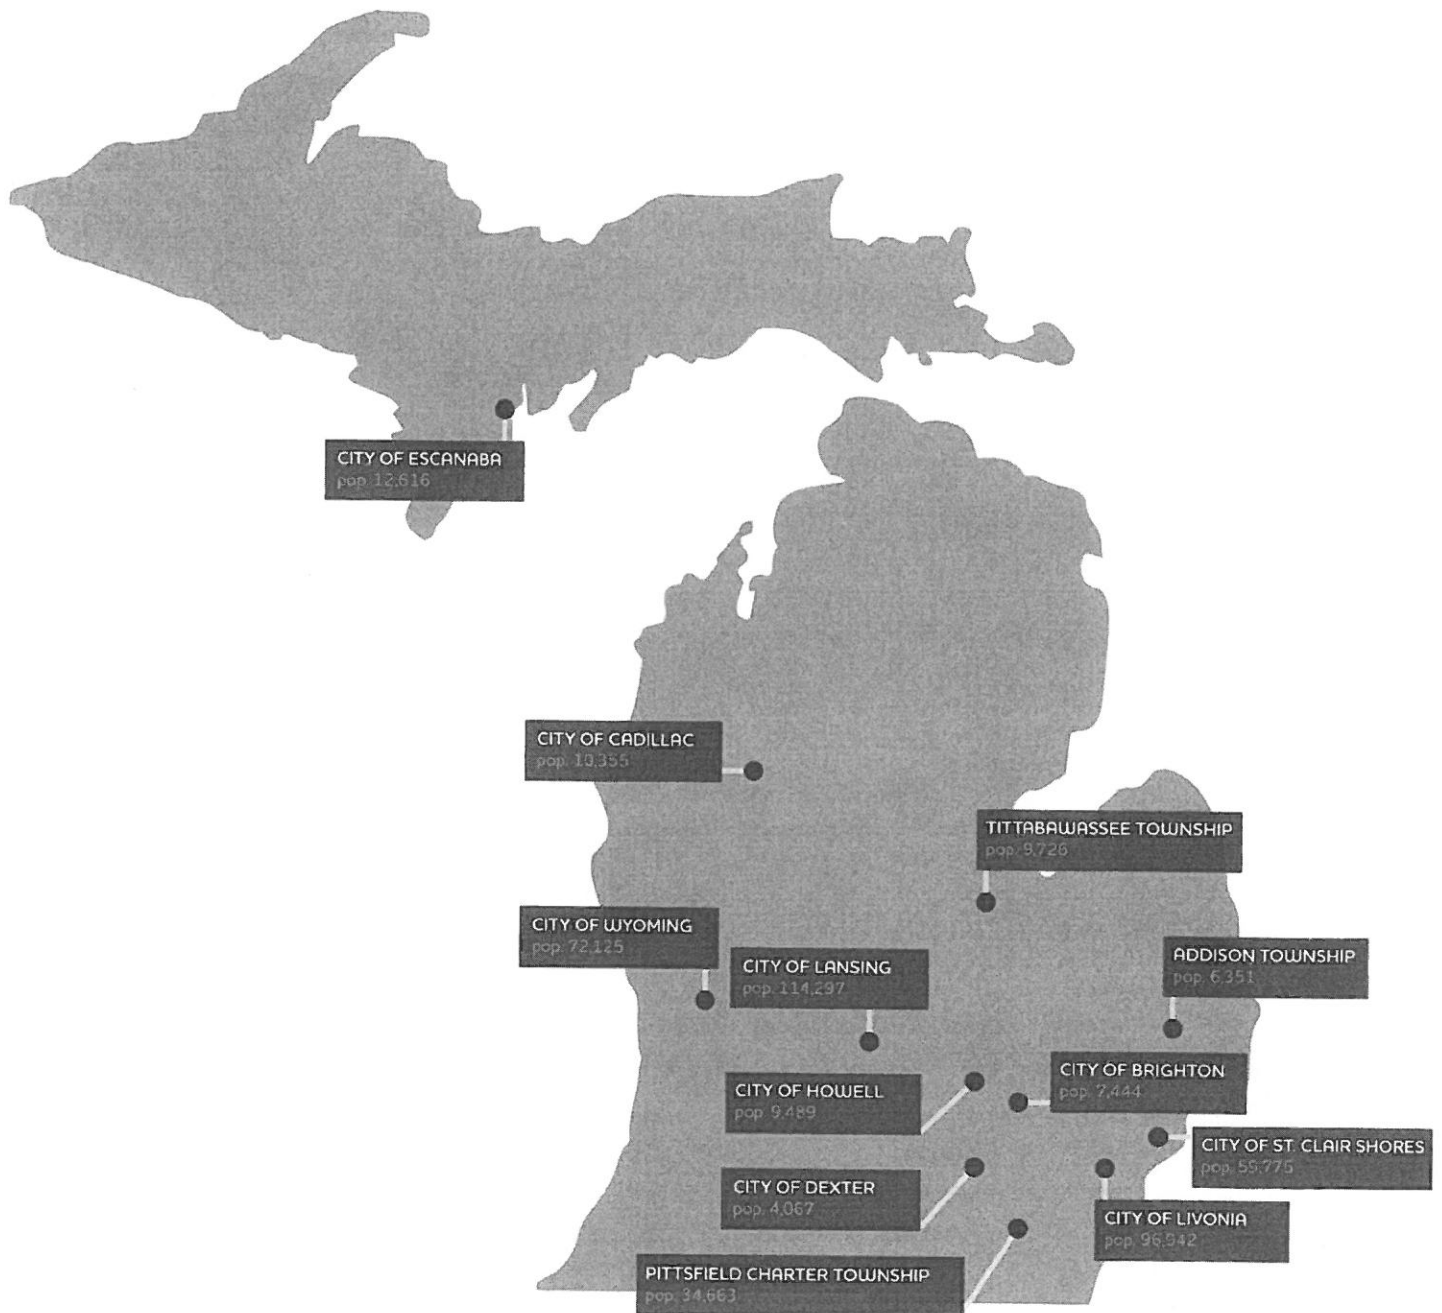 CITY OF ESCANABA
pop. 12,616
CITY OF CADILLAC
pop. 10,355
TITTABAWASSEE TOWNSHIP
pop. 9,726
CITY OF WYOMING
pop. 72,125
CITY OF LANSING
pop. 114,297
ADDISON TOWNSHIP
pop. 6,351
CITY OF BRIGHTON
pop. 7,444
CITY OF HOWELL
pop. 9,489
CITY OF ST. CLAIR SHORES
pop. 59,775
CITY OF DEXTER
pop. 4,067
CITY OF LIVONIA
pop. 96,942
PITTSFIELD CHARTER TOWNSHIP
pop. 34,663